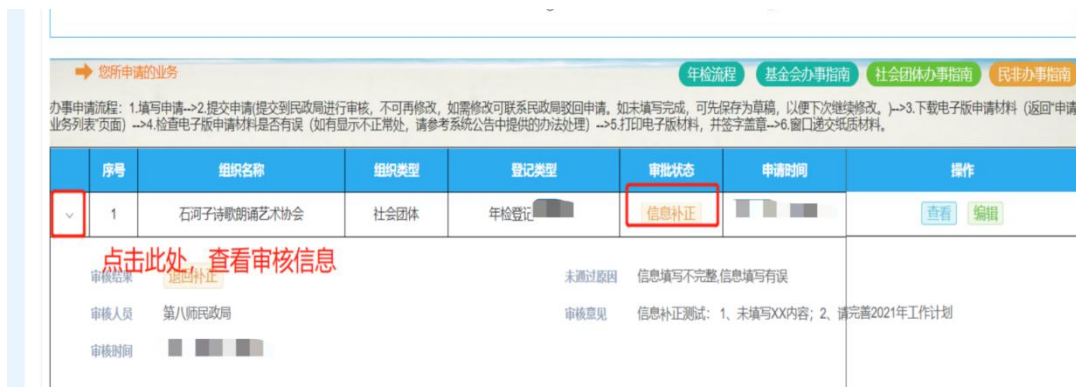 您所申请的业务
年检流程 基金会办事指南 社会团体办事指南 民非办事指南
办事申请流程：1.填写申请-->2.提交申请(提交到民政局进行审核，不可再修改，如需修改可联系民政局驳回申请。如未填写完成，可先保存为草稿，以便下次继续修改。)-->3.下载电子版申请材料（返回"申请
业务列表"页面）-->4.检查电子版申请材料是否有误（如有显示不正常处，请参考系统公告中提供的办法处理）-->5.打印电子版材料，并签字盖章-->6.窗口递交纸质材料。
序号 组织名称 组织类型 登记类型 审批状态 申请时间 操作
1 石河子诗歌朗诵艺术协会 社会团体 年检登记 信息补正 查看 编辑
点击此处，查看审核信息
审核结果 退回补正 未通过原因 信息填写不完整,信息填写有误
审核人员 第八师民政局 审核意见 信息补正测试：1、未填写XX内容；2、请完善2021年工作计划
审核时间